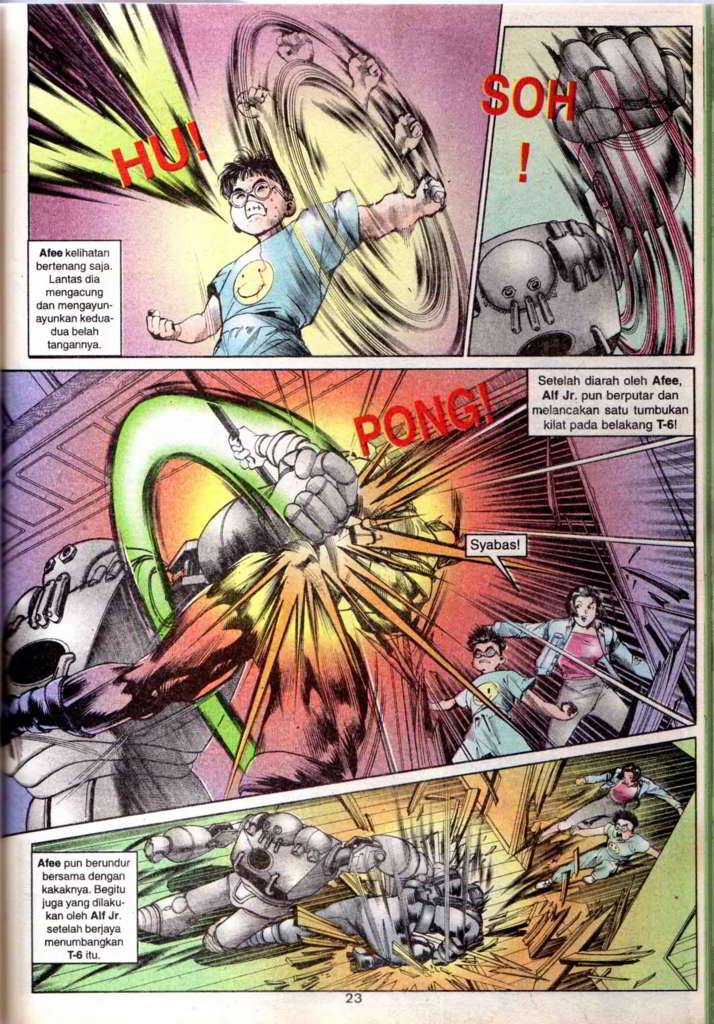 HU!
SOH
!
Afee kelihatan
bertenang saja.
Lantas dia
mengacung
dan mengayun-
ayunkan kedua-
dua belah
tangannya.
Setelah diarah oleh Afee,
Alf Jr. pun berputar dan
melancakan satu tumbukan
kilat pada belakang T-6!
PONG!
Syabas!
Afee pun berundur
bersama dengan
kakaknya. Begitu
juga yang dilaku-
kan oleh Alf Jr.
setelah berjaya
menumbangkan
T-6 itu.
23